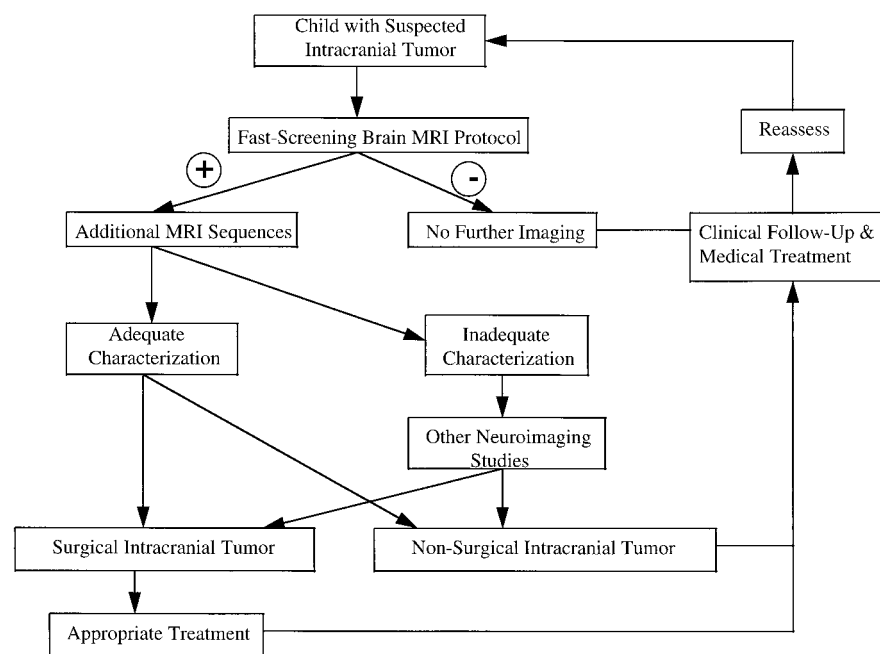 Child with Suspected
Intracranial Tumor
Fast-Screening Brain MRI Protocol
Reassess
+
-
Additional MRI Sequences
No Further Imaging
Clinical Follow-Up &
Medical Treatment
Adequate
Characterization
Inadequate
Characterization
Other Neuroimaging
Studies
Surgical Intracranial Tumor
Non-Surgical Intracranial Tumor
Appropriate Treatment